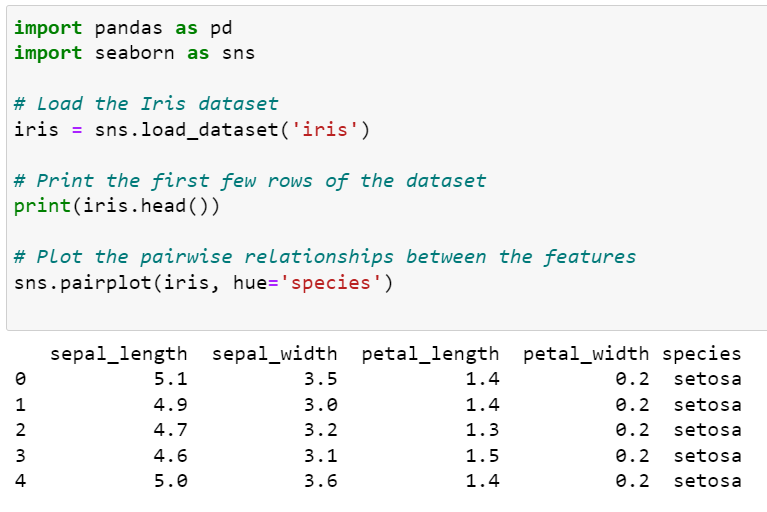 import pandas as pd
import seaborn as sns
# Load the Iris dataset
iris = sns.load_dataset('iris')
# Print the first few rows of the dataset
print(iris.head())
# Plot the pairwise relationships between the features
sns.pairplot(iris, hue='species')
sepal_length sepal_width petal_length petal_width species
0 5.1 3.5 1.4 0.2 setosa
1 4.9 3.0 1.4 0.2 setosa
2 4.7 3.2 1.3 0.2 setosa
3 4.6 3.1 1.5 0.2 setosa
4 5.0 3.6 1.4 0.2 setosa